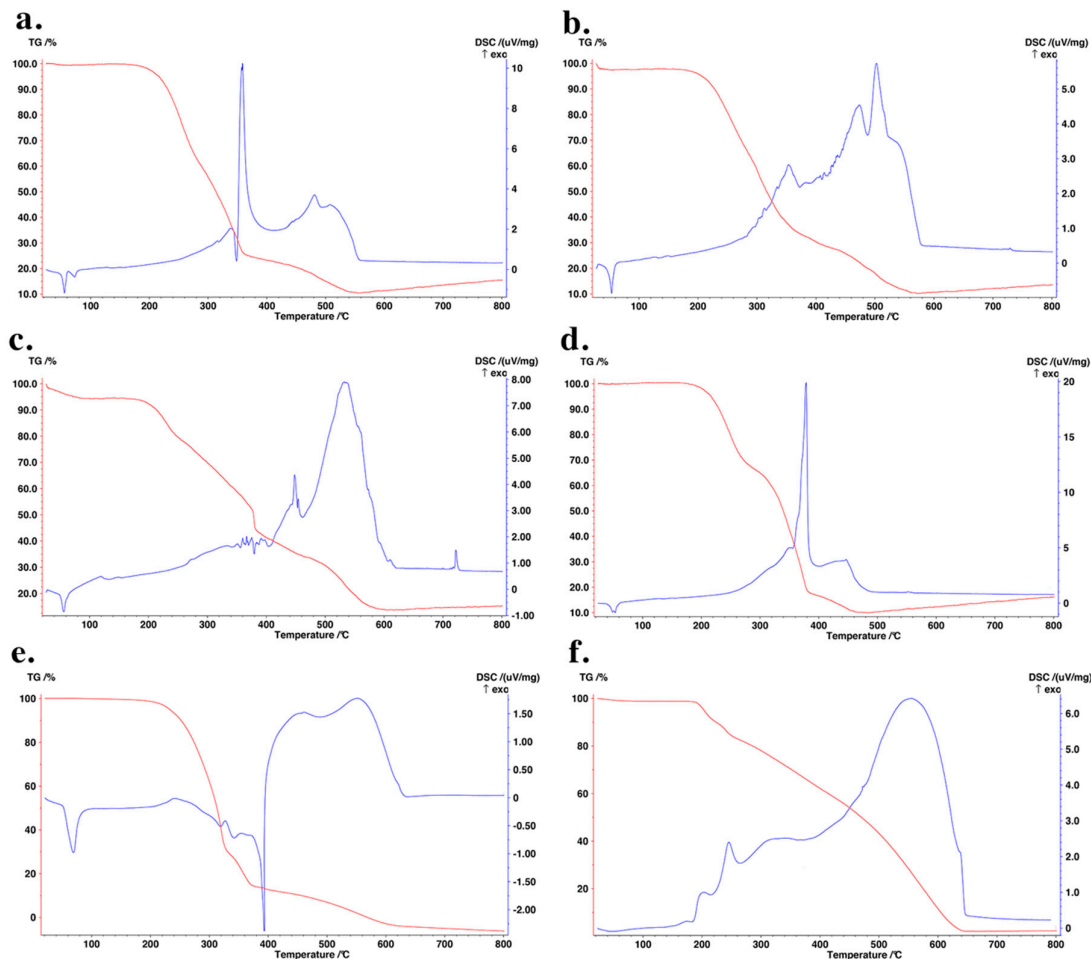 a.
TG /%
DSC /(uV/mg)
↑ exo
100.0
90.0
80.0
70.0
60.0
50.0
40.0
30.0
20.0
10.0
10
8
6
4
2
0
100 200 300 400 500 600 700 800
Temperature /°C
b.
TG /%
DSC /(uV/mg)
↑ exo
100.0
90.0
80.0
70.0
60.0
50.0
40.0
30.0
20.0
10.0
5.0
4.0
3.0
2.0
1.0
0
100 200 300 400 500 600 700 800
Temperature /°C
c.
TG /%
DSC /(uV/mg)
↑ exo
100.0
90.0
80.0
70.0
60.0
50.0
40.0
30.0
20.0
8.00
7.00
6.00
5.00
4.00
3.00
2.00
1.00
0
-1.00
100 200 300 400 500 600 700 800
Temperature /°C
d.
TG /%
DSC /(uV/mg)
↑ exo
100.0
90.0
80.0
70.0
60.0
50.0
40.0
30.0
20.0
10.0
20
15
10
5
0
100 200 300 400 500 600 700 800
Temperature /°C
e.
TG /%
DSC /(uV/mg)
↑ exo
100
80
60
40
20
0
1.50
1.00
0.50
0
-0.50
-1.00
-1.50
-2.00
100 200 300 400 500 600 700 800
Temperature /°C
f.
TG /%
DSC /(uV/mg)
↑ exo
100
80
60
40
20
6.0
5.0
4.0
3.0
2.0
1.0
0
100 200 300 400 500 600 700 800
Temperature /°C